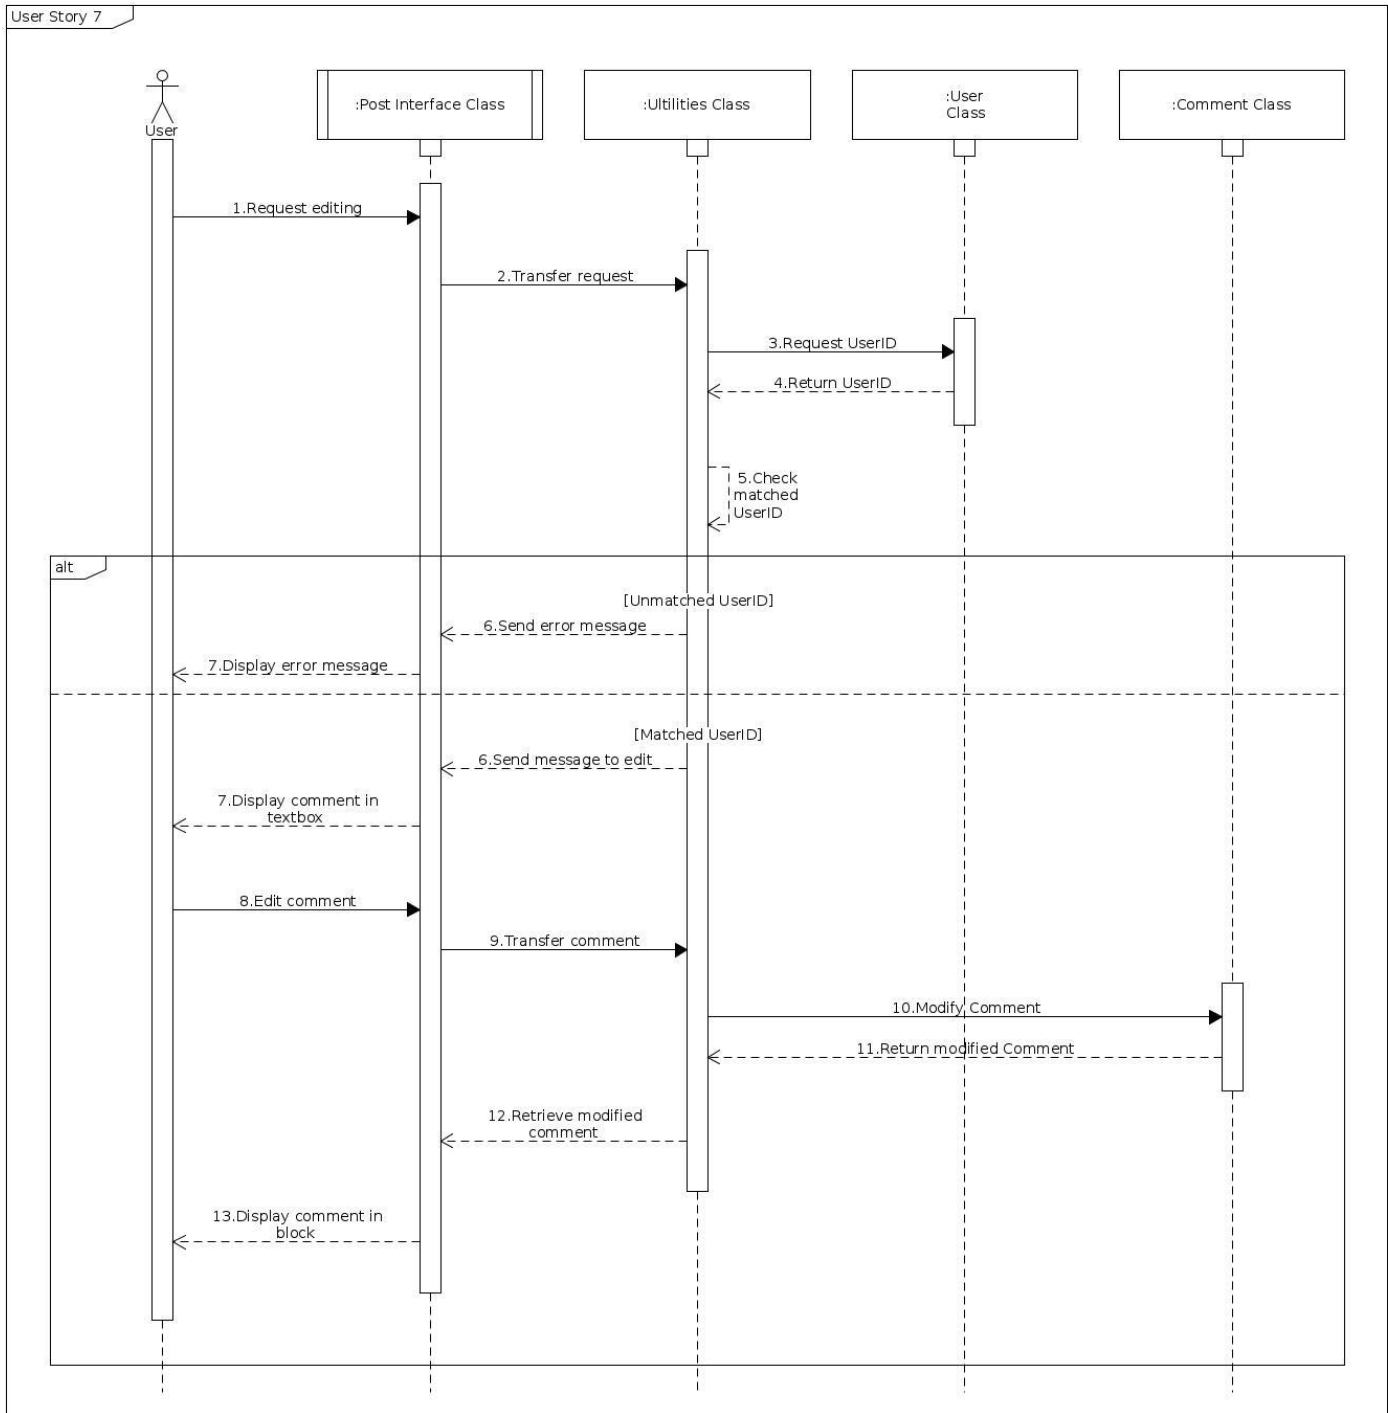 User Story 7
User
:Post Interface Class
:Ultilities Class
:User
Class
:Comment Class
1.Request editing
2.Transfer request
3.Request UserID
4.Return UserID
5.Check
matched
UserID
alt
[Unmatched UserID]
6.Send error message
7.Display error message
[Matched UserID]
6.Send message to edit
7.Display comment in
textbox
8.Edit comment
9.Transfer comment
10.Modify Comment
11.Return modified Comment
12.Retrieve modified
comment
13.Display comment in
block